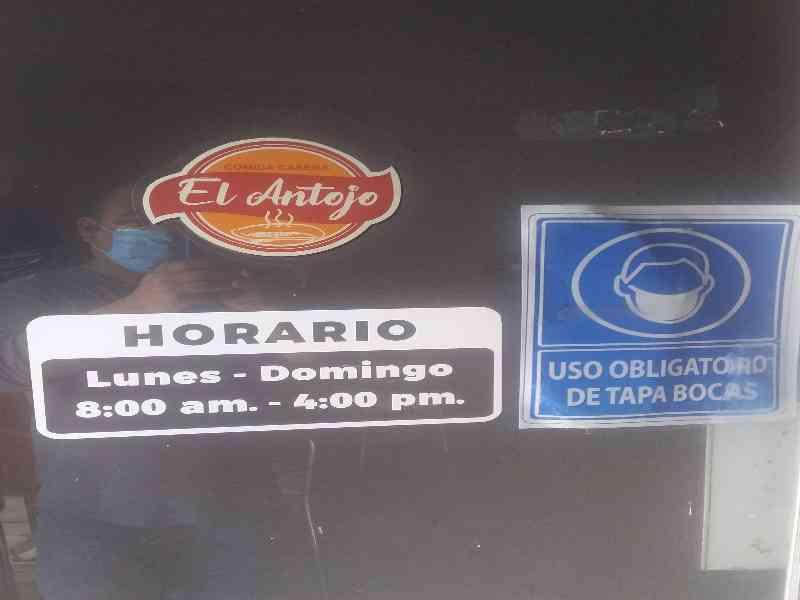 COMIDA CASERA
El Antojo
HORARIO
Lunes - Domingo
8:00 am. - 4:00 pm.
USO OBLIGATORIO
DE TAPA BOCAS